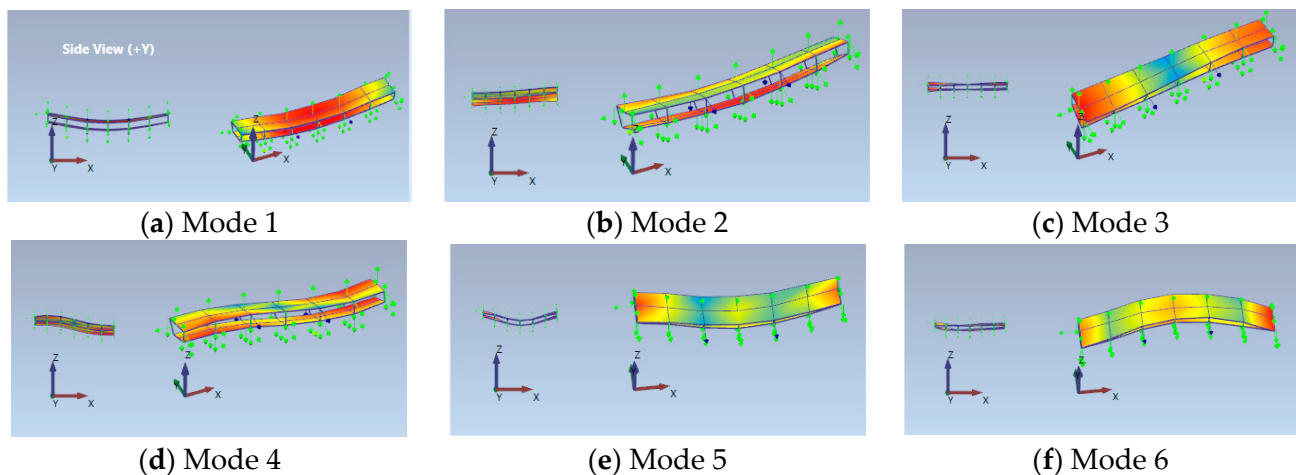 Side View (+Y)
Z
Y X
Z
Y X
(a) Mode 1
Z
Y X
Z
Y X
(b) Mode 2
Z
Y X
Z
Y X
(c) Mode 3
Z
Y X
Z
Y X
(d) Mode 4
Z
Y X
Z
Y X
(e) Mode 5
Z
Y X
Z
Y X
(f) Mode 6